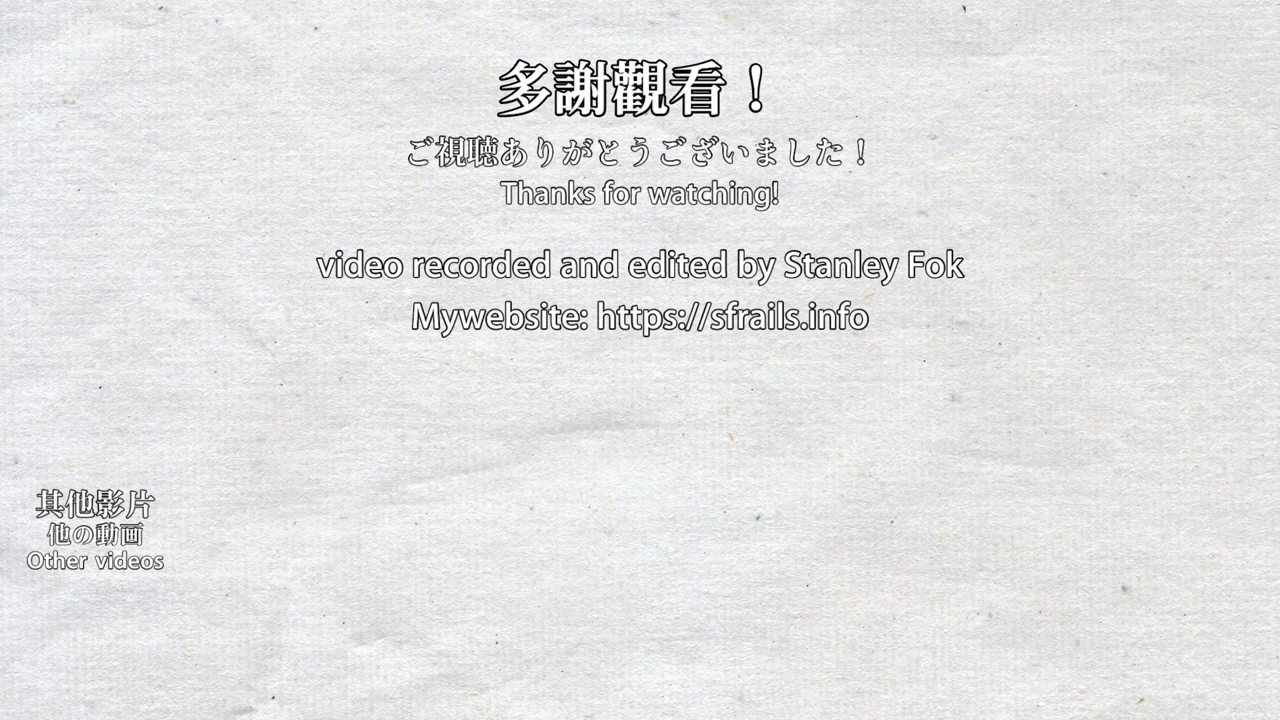 多謝觀看！
ご視聴ありがとうございました！
Thanks for watching!
video recorded and edited by Stanley Fok
Mywebsite: https://sfrails.info
其他影片
他の動画
Other videos